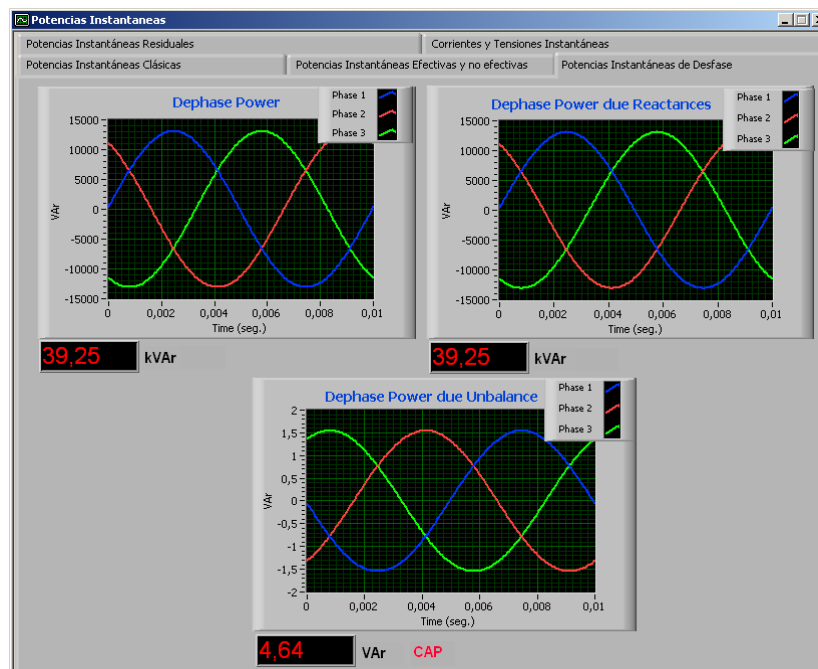 Potencias Instantaneas
Potencias Instantáneas Residuales
Corrientes y Tensiones Instantáneas
Potencias Instantáneas Clásicas
Potencias Instantáneas Efectivas y no efectivas
Potencias Instantáneas de Desfase
Dephase Power
Phase 1
Phase 2
Phase 3
15000
10000
5000
0
-5000
-10000
-15000
VAr
0
0,002
0,004
0,006
0,008
0,01
Time (seg.)
39,25 kVAr
Dephase Power due Reactances
Phase 1
Phase 2
Phase 3
15000
10000
5000
0
-5000
-10000
-15000
VAr
0
0,002
0,004
0,006
0,008
0,01
Time (seg.)
39,25 kVAr
Dephase Power due Unbalance
Phase 1
Phase 2
Phase 3
2
1,5
1
0,5
0
-0,5
-1
-1,5
-2
VAr
0
0,002
0,004
0,006
0,008
0,01
Time (seg.)
4,64 VAr CAP